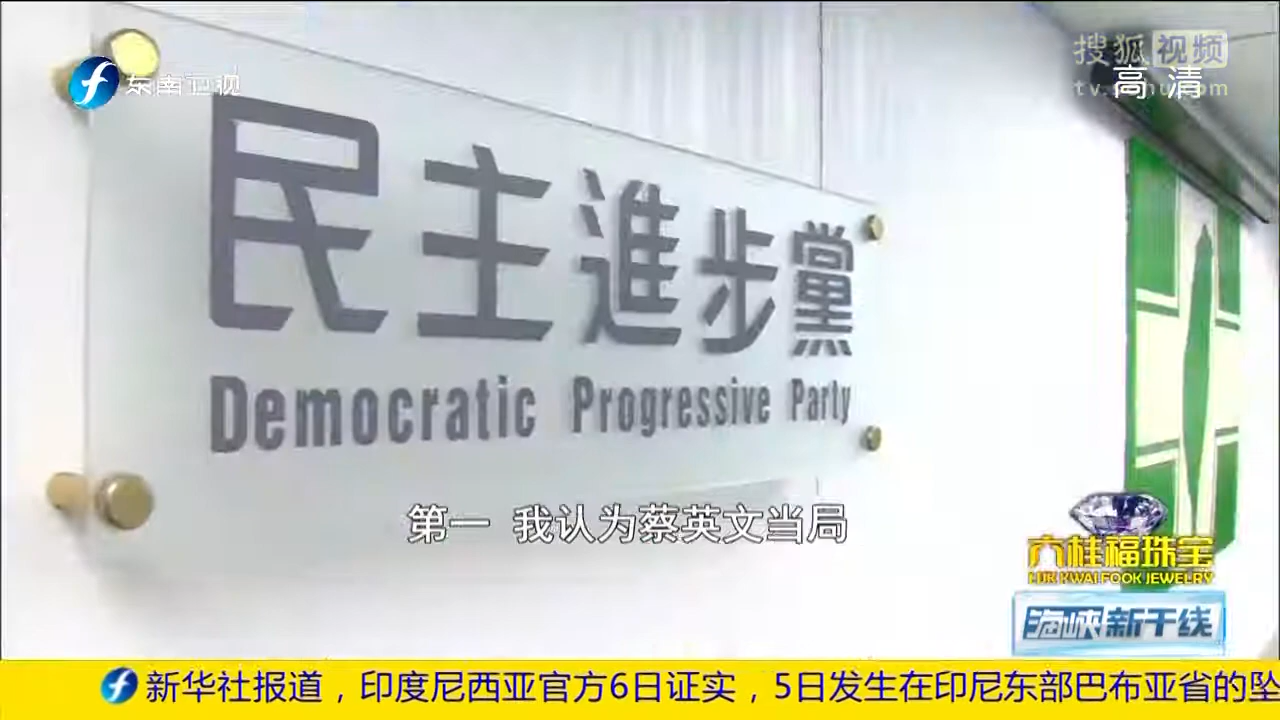 东南卫视
搜狐视频
tv.sohu.com
高清
民主進步黨
Democratic Progressive Party
第一 我认为蔡英文当局
六桂福珠宝
LUK KWAI FOOK JEWELRY
海峡新干线
新华社报道，印度尼西亚官方6日证实，5日发生在印尼东部巴布亚省的坠